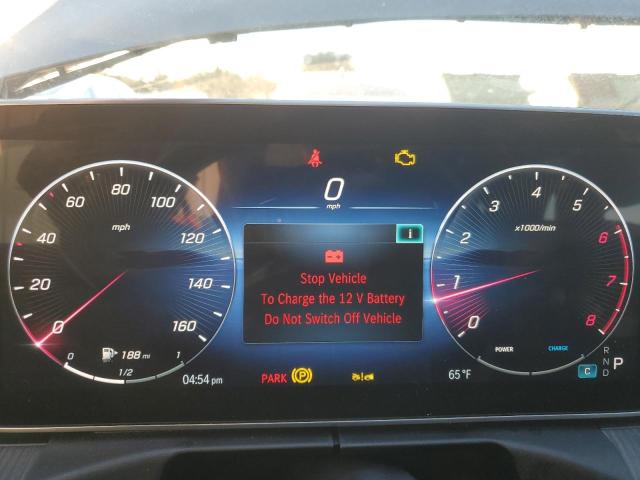 0
mph
0 20 40 60 80 100 120 140 160
mph
0 1 2 3 4 5 6 7 8
x1000/min
i
Stop Vehicle
To Charge the 12 V Battery
Do Not Switch Off Vehicle
188 mi
0 1/2 1
POWER CHARGE
R
N
D
P
C
04:54 pm
PARK (P)
65°F